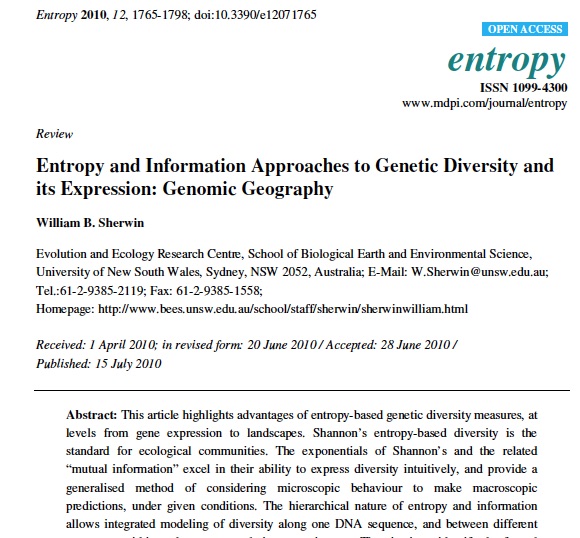 Entropy 2010, 12, 1765-1798; doi:10.3390/e12071765
OPEN ACCESS
entropy
ISSN 1099-4300
www.mdpi.com/journal/entropy
Review
Entropy and Information Approaches to Genetic Diversity and
its Expression: Genomic Geography
William B. Sherwin
Evolution and Ecology Research Centre, School of Biological Earth and Environmental Science,
University of New South Wales, Sydney, NSW 2052, Australia; E-Mail: W.Sherwin@unsw.edu.au;
Tel.:61-2-9385-2119; Fax: 61-2-9385-1558;
Homepage: http://www.bees.unsw.edu.au/school/staff/sherwin/sherwinwilliam.html
Received: 1 April 2010; in revised form: 20 June 2010 / Accepted: 28 June 2010 /
Published: 15 July 2010
Abstract: This article highlights advantages of entropy-based genetic diversity measures, at
levels from gene expression to landscapes. Shannon's entropy-based diversity is the
standard for ecological communities. The exponentials of Shannon's and the related
"mutual information" excel in their ability to express diversity intuitively, and provide a
generalised method of considering microscopic behaviour to make macroscopic
predictions, under given conditions. The hierarchical nature of entropy and information
allows integrated modeling of diversity along one DNA sequence, and between different